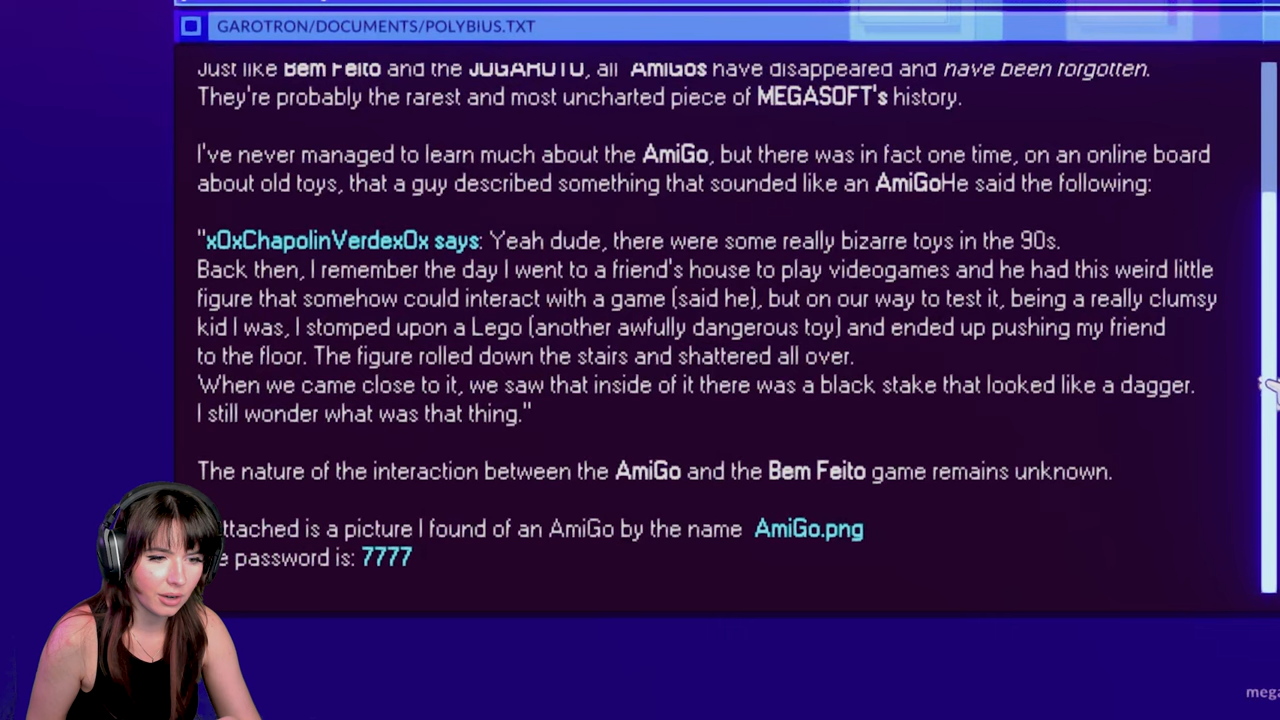 GAROTRON/DOCUMENTS/POLYBIUS.TXT
Just like Bem Feito and the JOGAROTO, all AmiGos have disappeared and have been forgotten.
They're probably the rarest and most uncharted piece of MEGASOFT's history.
I've never managed to learn much about the AmiGo, but there was in fact one time, on an online board
about old toys, that a guy described something that sounded like an AmiGoHe said the following:
"xOxChapolinVerdexOx says: Yeah dude, there were some really bizarre toys in the 90s.
Back then, I remember the day I went to a friend's house to play videogames and he had this weird little
figure that somehow could interact with a game (said he), but on our way to test it, being a really clumsy
kid I was, I stomped upon a Lego (another awfully dangerous toy) and ended up pushing my friend
to the floor. The figure rolled down the stairs and shattered all over.
When we came close to it, we saw that inside of it there was a black stake that looked like a dagger.
I still wonder what was that thing."
The nature of the interaction between the AmiGo and the Bem Feito game remains unknown.
ttached is a picture I found of an AmiGo by the name AmiGo.png
e password is: 7777
mega